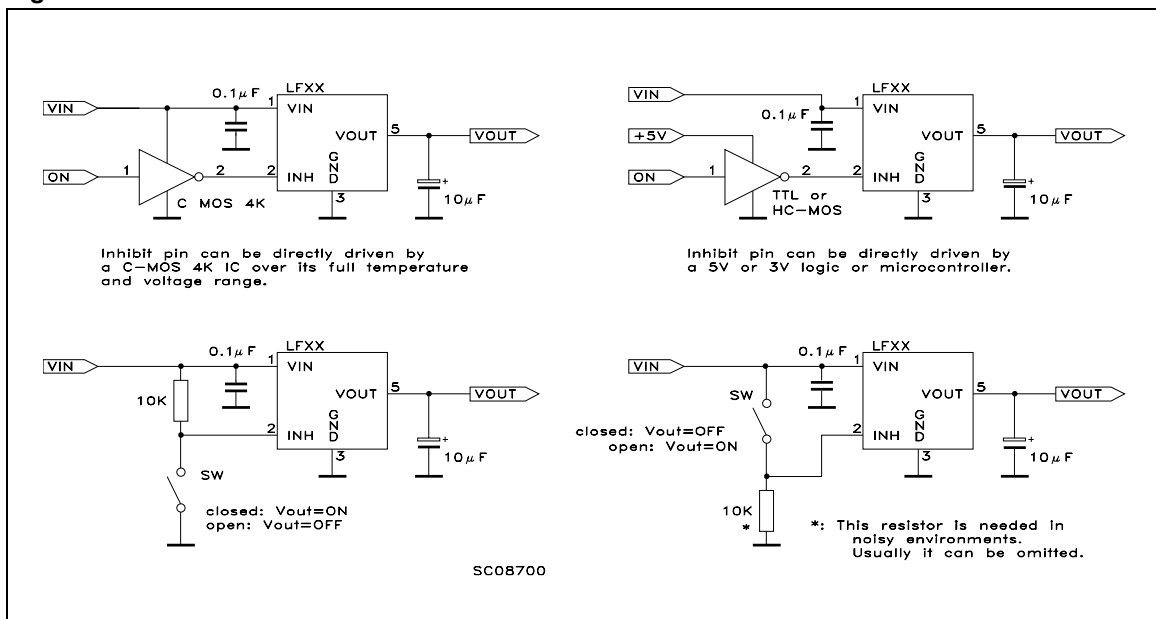 VIN
0.1μF
1
LFXX
VIN
VOUT
5
VOUT
ON
1
2
2
INH
GND
3
+
10μF
C MOS 4K
Inhibit pin can be directly driven by
a C-MOS 4K IC over its full temperature
and voltage range.
VIN
+5V
0.1μF
1
LFXX
VIN
VOUT
5
VOUT
ON
1
2
2
INH
GND
3
+
10μF
TTL or
HC-MOS
Inhibit pin can be directly driven by
a 5V or 3V logic or microcontroller.
VIN
0.1μF
1
LFXX
VIN
VOUT
5
VOUT
10K
2
INH
GND
3
+
10μF
SW
closed: Vout=ON
open: Vout=OFF
VIN
0.1μF
1
LFXX
VIN
VOUT
5
VOUT
SW
closed: Vout=OFF
open: Vout=ON
2
INH
GND
3
+
10μF
10K
*
*: This resistor is needed in
noisy environments.
Usually it can be omitted.
SC08700